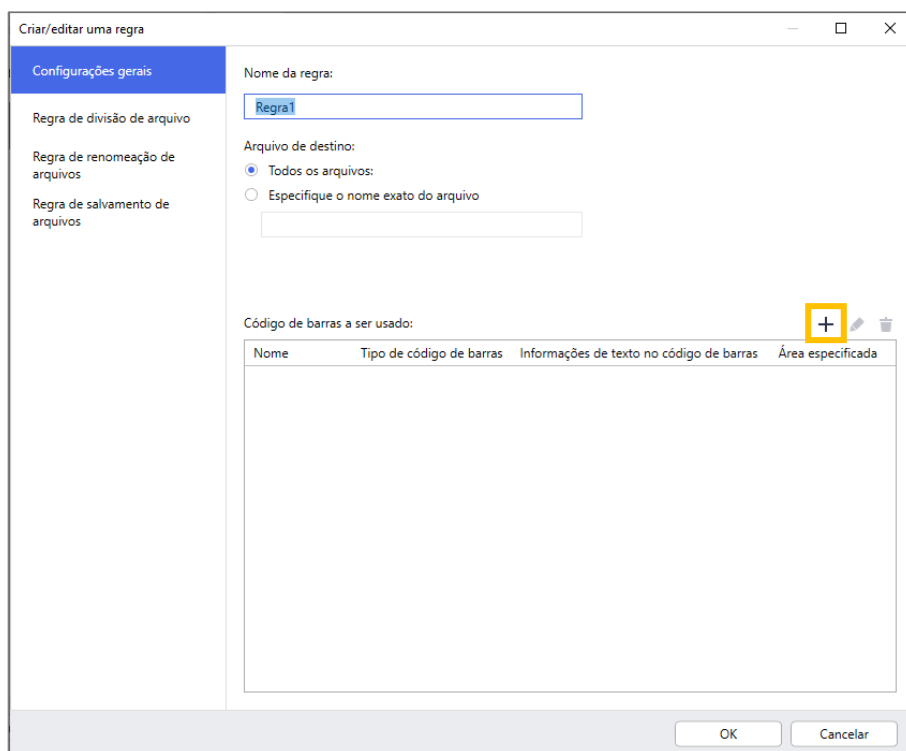 Criar/editar uma regra
Configurações gerais
Regra de divisão de arquivo
Regra de renomeação de
arquivos
Regra de salvamento de
arquivos
Nome da regra:
Regra1
Arquivo de destino:
Todos os arquivos:
Especifique o nome exato do arquivo
Código de barras a ser usado:
Nome Tipo de código de barras Informações de texto no código de barras Área especificada
OK Cancelar